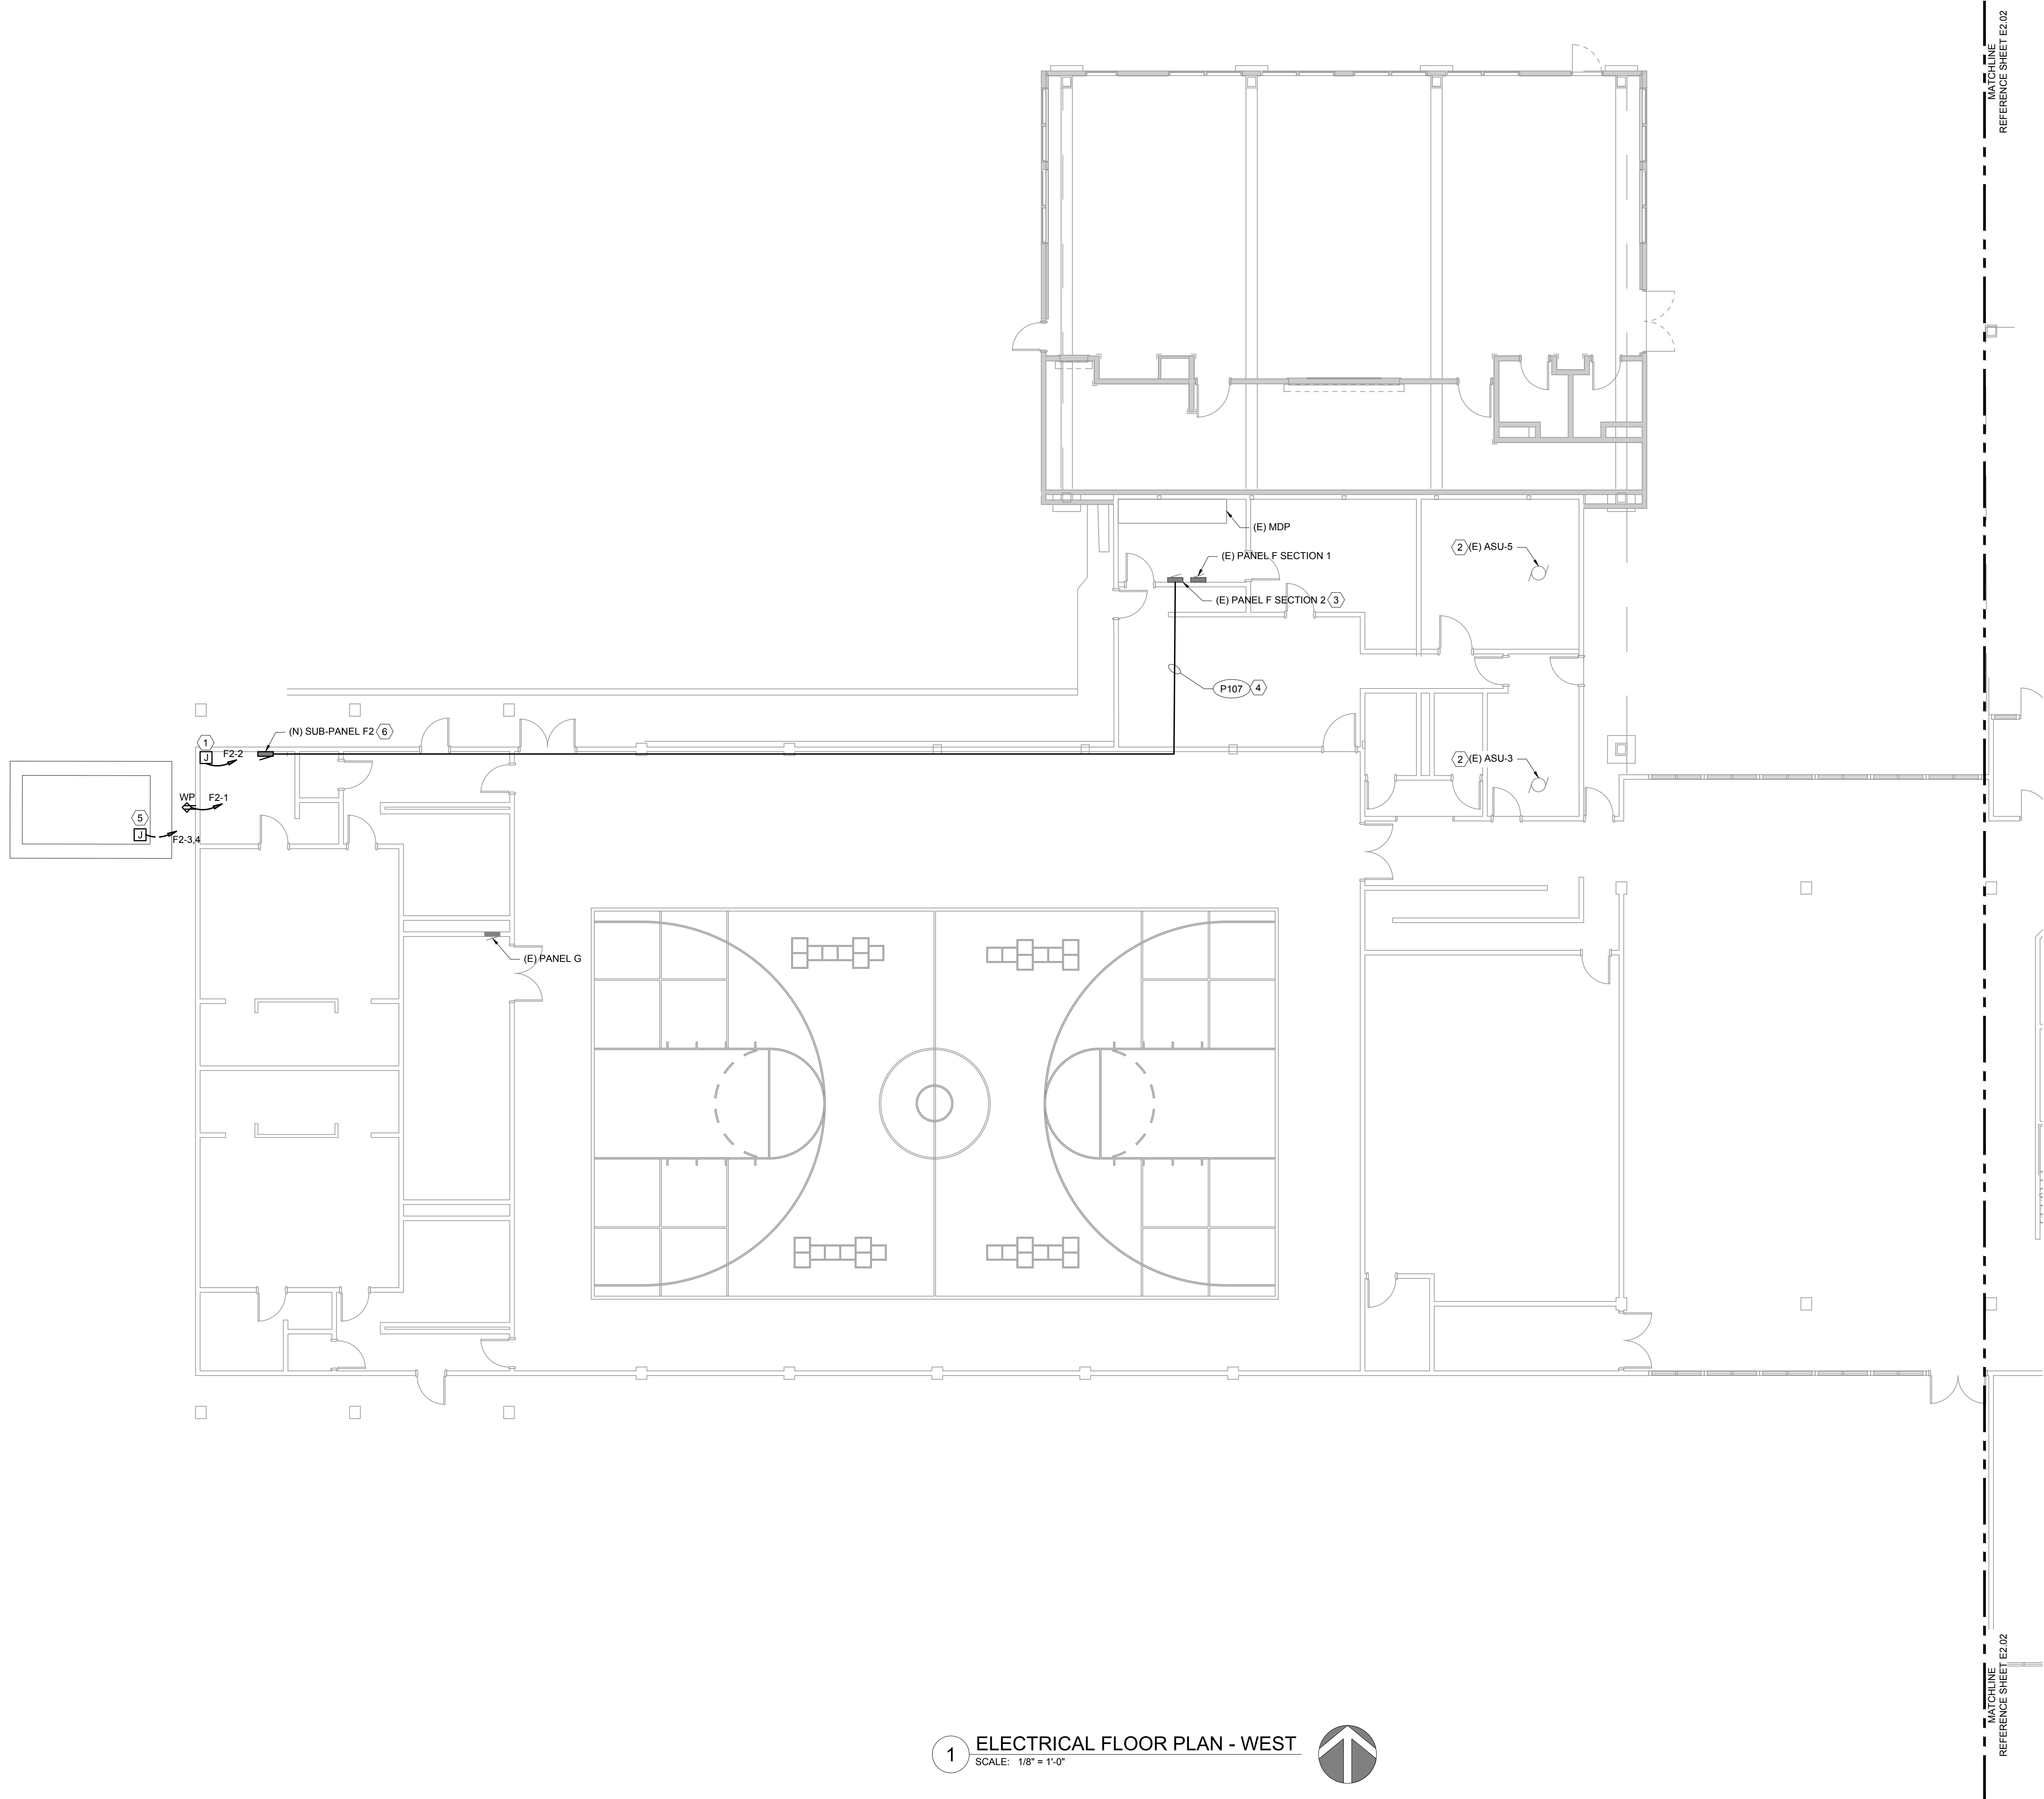 MATCHLINE
REFERENCE SHEET E2.02
(E) MDP
(E) PANEL F SECTION 1
2 (E) ASU-5
(E) PANEL F SECTION 2 3
P107 4
(N) SUB-PANEL F2 6
1
J
F2-2
2 (E) ASU-3
WP
F2-1
5
J
F2-3,4
(E) PANEL G
MATCHLINE
REFERENCE SHEET E2.02
1 ELECTRICAL FLOOR PLAN - WEST
SCALE: 1/8" = 1'-0"